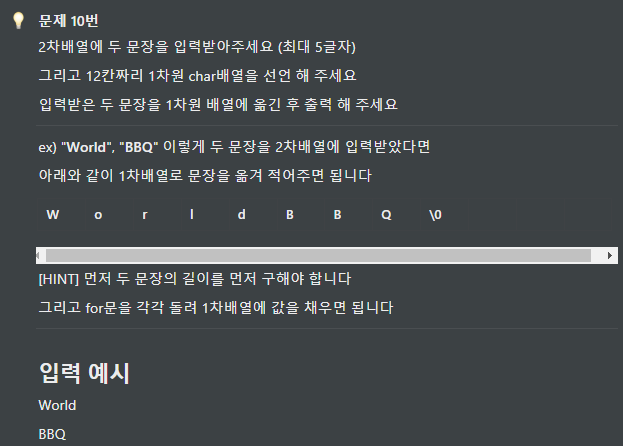 문제 10번
2차배열에 두 문장을 입력받아주세요 (최대 5글자)
그리고 12칸짜리 1차원 char배열을 선언 해 주세요
입력받은 두 문장을 1차원 배열에 옮긴 후 출력 해 주세요
ex) "World", "BBQ" 이렇게 두 문장을 2차배열에 입력받았다면
아래와 같이 1차배열로 문장을 옮겨 적어주면 됩니다
W o r l d B B Q \0
[HINT] 먼저 두 문장의 길이를 먼저 구해야 합니다
그리고 for문을 각각 돌려 1차배열에 값을 채우면 됩니다
입력 예시
World
BBQ